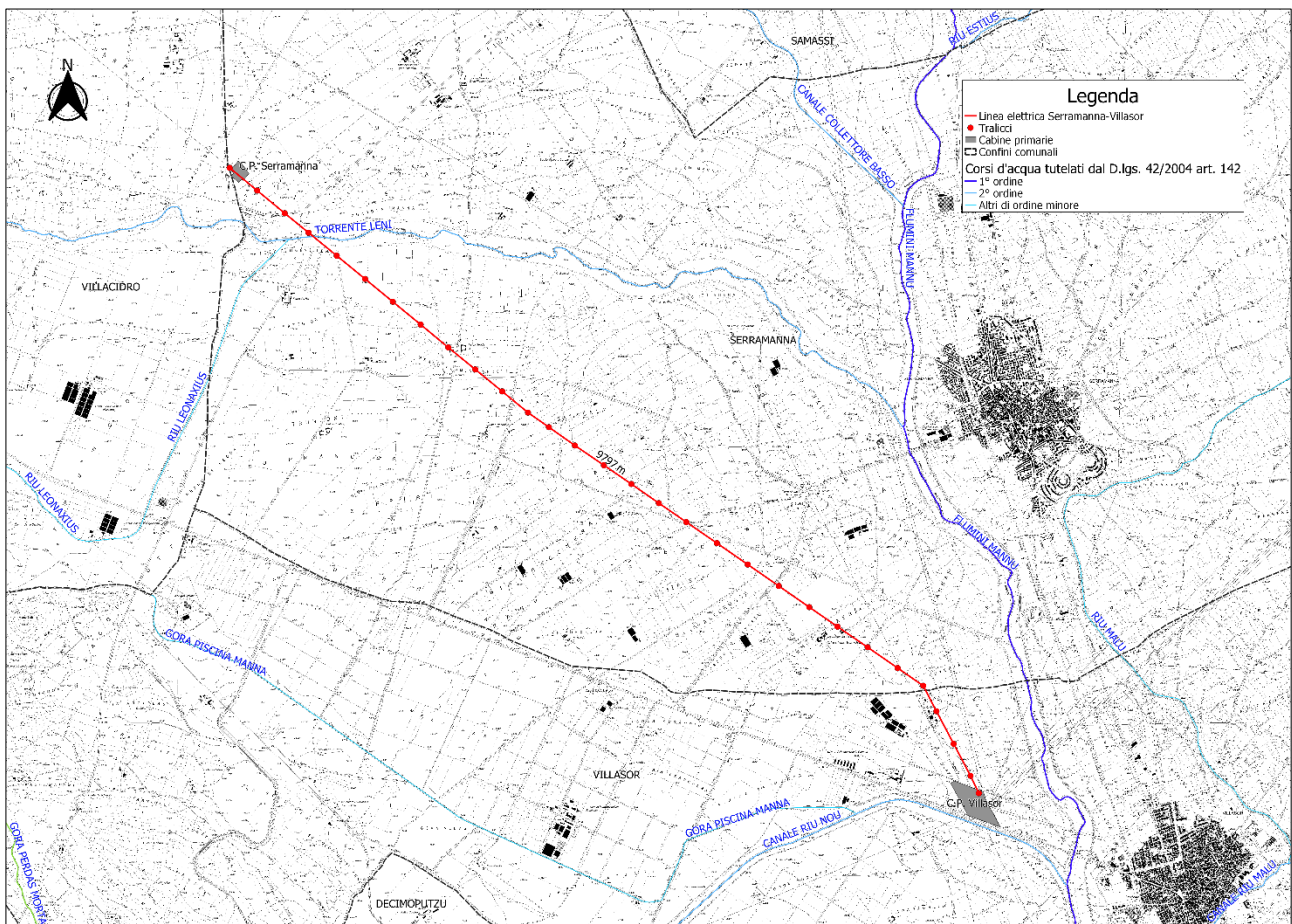 SAMASSI
RIU ESTIUS
N
Legenda
Linea elettrica Serramanna-Villasor
Tralicci
Cabine primarie
Confini comunali
Corsi d'acqua tutelati dal D.lgs. 42/2004 art. 142
1° ordine
2° ordine
Altri di ordine minore
CANALE COLLETTORE BASSO
C.P. Serramanna
TORRENTE LENI
FLUMINI MANNU
VILLACIDRO
SERRAMANNA
RIU LEONAXIUS
9797 m
RIU LEONAXIUS
FLUMINI MANNU
GORA PISCINA MANNA
RIU MALU
VILLASOR
C.P. Villasor
GORA PISCINA MANNA
CANALE RIU NOU
GORA PERDAS MORTA
DECIMOPUTZU
CANALE RIU MALU